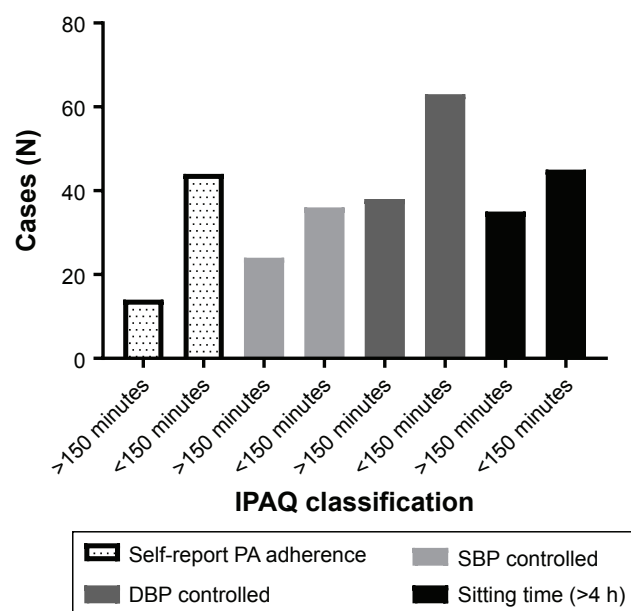 80
60
40
20
0
Cases (N)
>150 minutes
<150 minutes
>150 minutes
<150 minutes
>150 minutes
<150 minutes
>150 minutes
<150 minutes
IPAQ classification
Self-report PA adherence
SBP controlled
DBP controlled
Sitting time (>4 h)